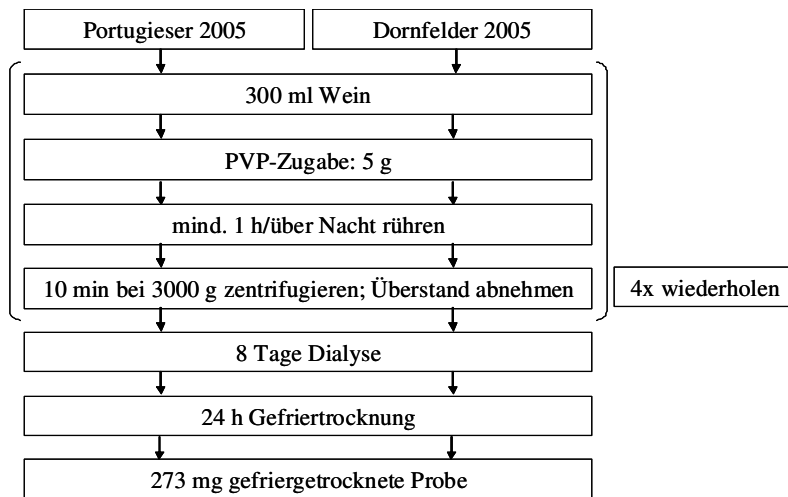 Portugieser 2005
Dornfelder 2005
300 ml Wein
PVP-Zugabe: 5 g
mind. 1 h/über Nacht rühren
10 min bei 3000 g zentrifugieren; Überstand abnehmen
4x wiederholen
8 Tage Dialyse
24 h Gefriertrocknung
273 mg gefriergetrocknete Probe